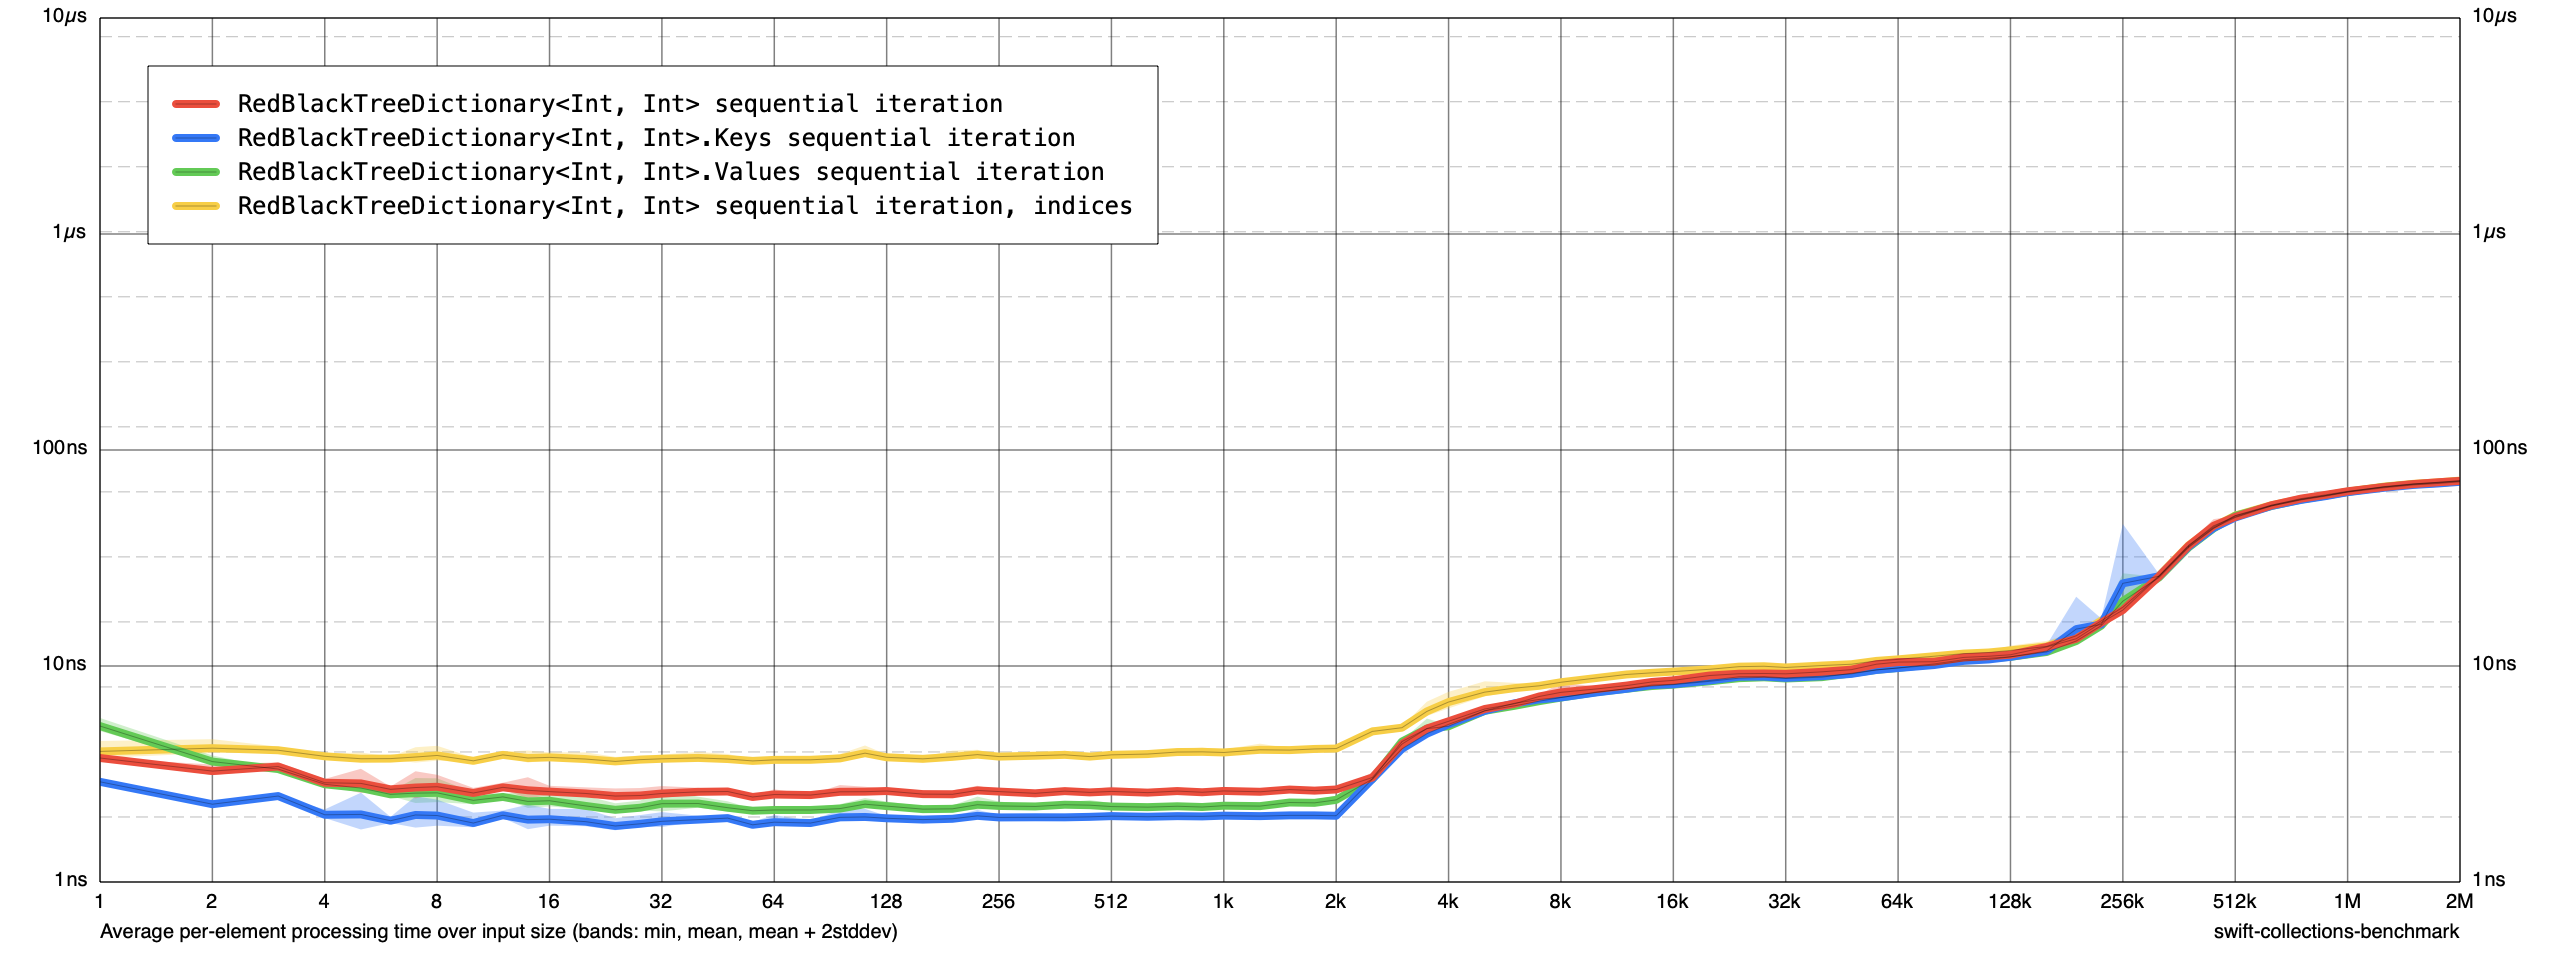 10µs
10µs
RedBlackTreeDictionary<Int, Int> sequential iteration
RedBlackTreeDictionary<Int, Int>.Keys sequential iteration
RedBlackTreeDictionary<Int, Int>.Values sequential iteration
RedBlackTreeDictionary<Int, Int> sequential iteration, indices
1µs
1µs
100ns
100ns
10ns
10ns
1ns
1ns
1 2 4 8 16 32 64 128 256 512 1k 2k 4k 8k 16k 32k 64k 128k 256k 512k 1M 2M
Average per-element processing time over input size (bands: min, mean, mean + 2stddev)
swift-collections-benchmark